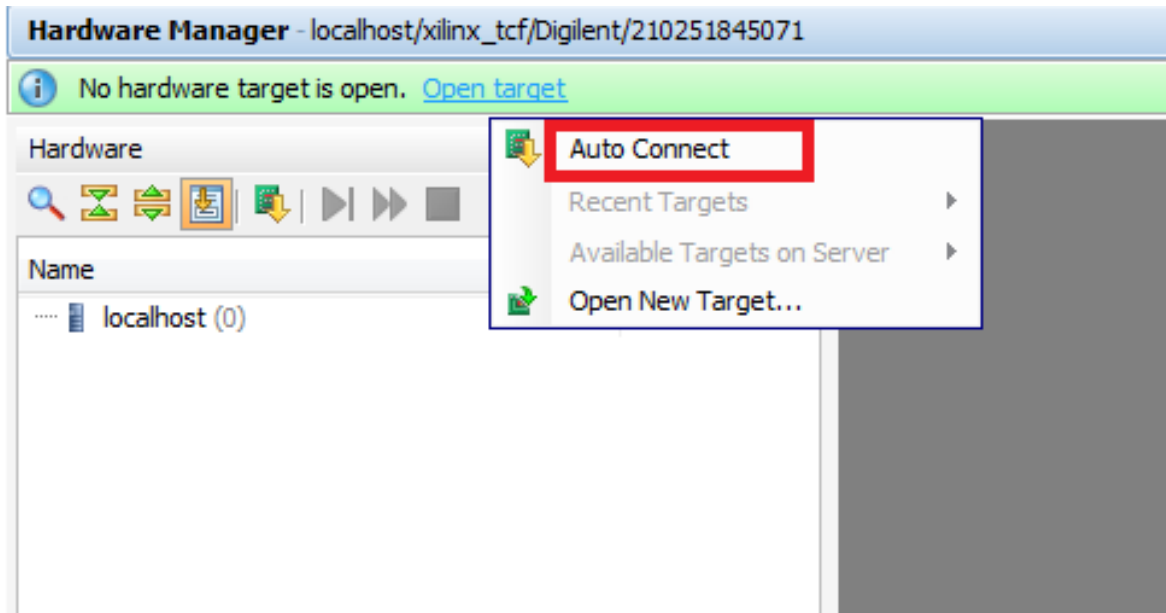 Hardware Manager - localhost/xilinx_tcf/Digilent/210251845071
No hardware target is open. Open target
Hardware
Auto Connect
Recent Targets
Available Targets on Server
Open New Target...
Name
localhost (0)